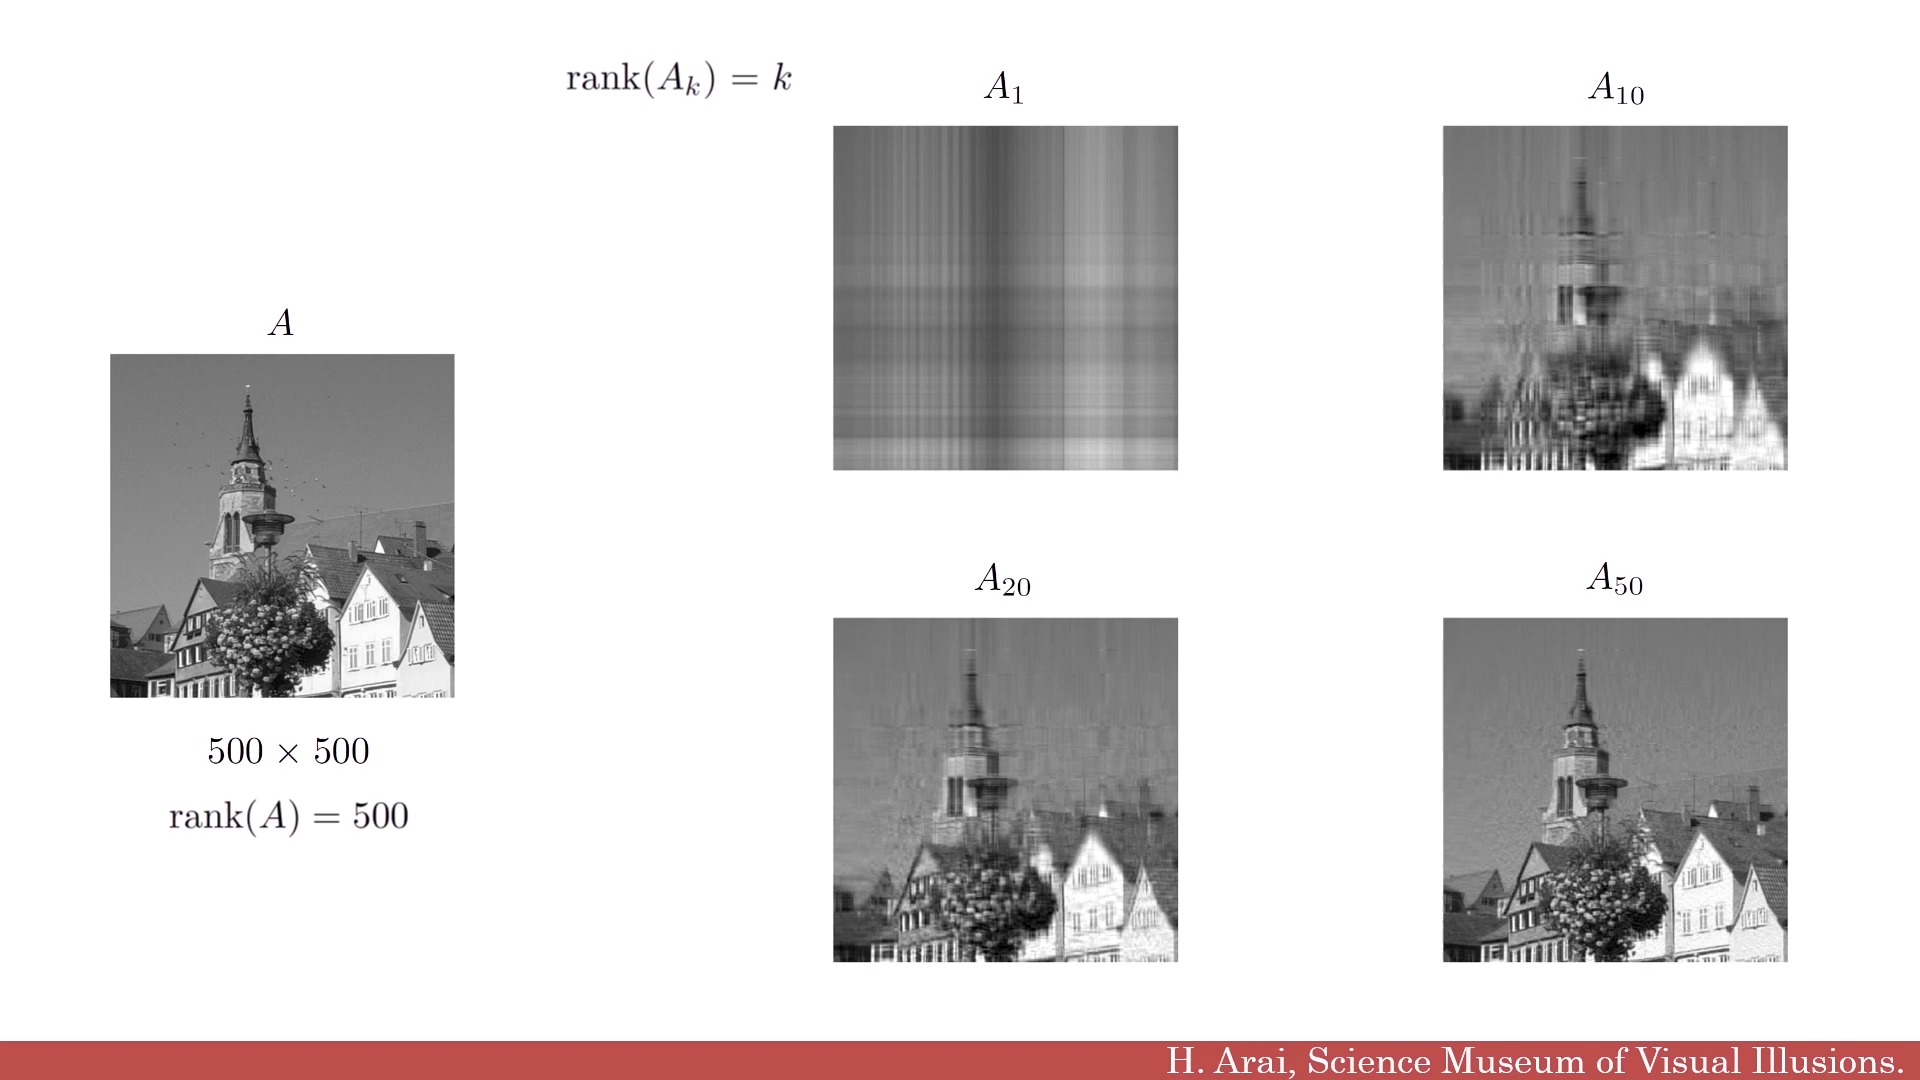 rank(A_k) = k
A_1
A_10
A
500 × 500
rank(A) = 500
A_20
A_50
H. Arai, Science Museum of Visual Illusions.